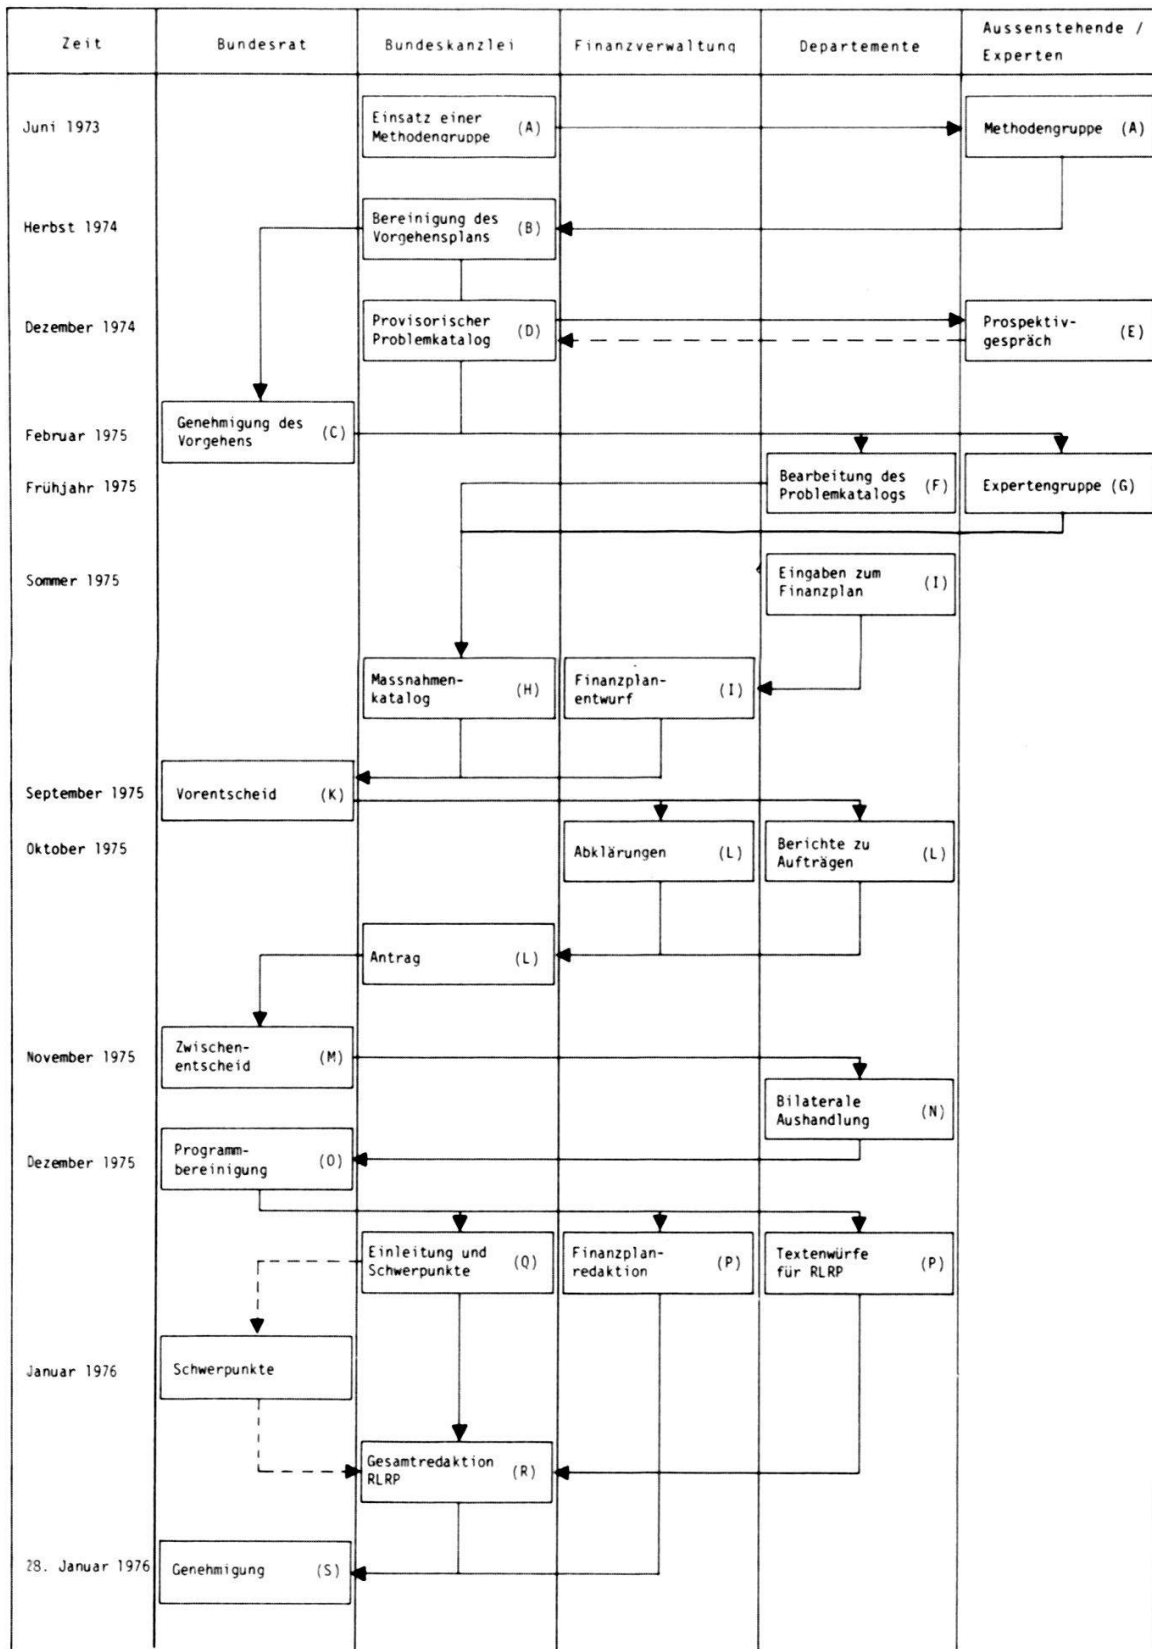 Zeit
Bundesrat
Bundeskanzlei
Finanzverwaltung
Departemente
Aussenstehende /
Experten
Juni 1973
Einsatz einer
Methodengruppe (A)
Methodengruppe (A)
Herbst 1974
Bereinigung des
Vorgehensplans (B)
Dezember 1974
Provisorischer
Problemkatalog (D)
Prospektiv-
gespräch (E)
Februar 1975
Genehmigung des
Vorgehens (C)
Frühjahr 1975
Bearbeitung des
Problemkatalogs (F)
Expertengruppe (G)
Sommer 1975
Eingaben zum
Finanzplan (I)
Massnahmen-
katalog (H)
Finanzplan-
entwurf (I)
September 1975
Vorentscheid (K)
Oktober 1975
Abklärungen (L)
Berichte zu
Aufträgen (L)
Antrag (L)
November 1975
Zwischen-
entscheid (M)
Bilaterale
Aushandlung (N)
Dezember 1975
Programm-
bereinigung (O)
Einleitung und
Schwerpunkte (Q)
Finanzplan-
redaktion (P)
Textenwürfe
für RLRP (P)
Januar 1976
Schwerpunkte
Gesamtredaktion
RLRP (R)
28. Januar 1976
Genehmigung (S)